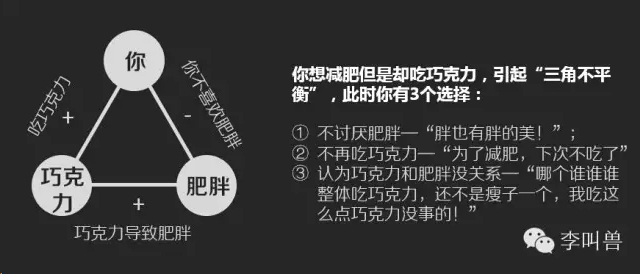 你
吃巧克力
你不喜欢肥胖
+
-
巧克
力
肥胖
+
巧克力导致肥胖
你想减肥但是却吃巧克力，引起“三角不平
衡”，此时你有3个选择：
① 不讨厌肥胖—“胖也有胖的美！”；
② 不再吃巧克力—“为了减肥，下次不吃了”
③ 认为巧克力和肥胖没关系—“哪个谁谁谁
整体吃巧克力，还不是瘦子一个，我吃这
么点巧克力没事的！”
李叫兽